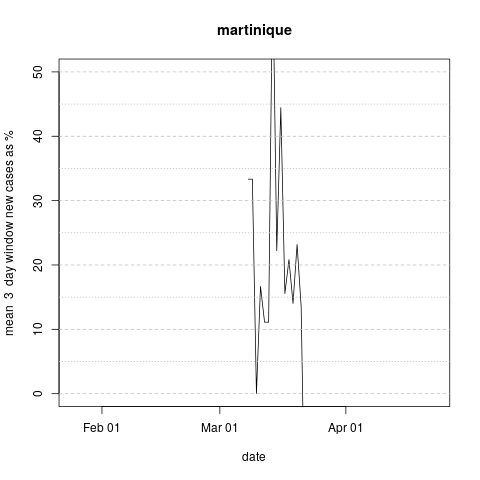 martinique
mean  3  day window new cases as %
50
40
30
20
10
0
Feb 01
Mar 01
Apr 01
date